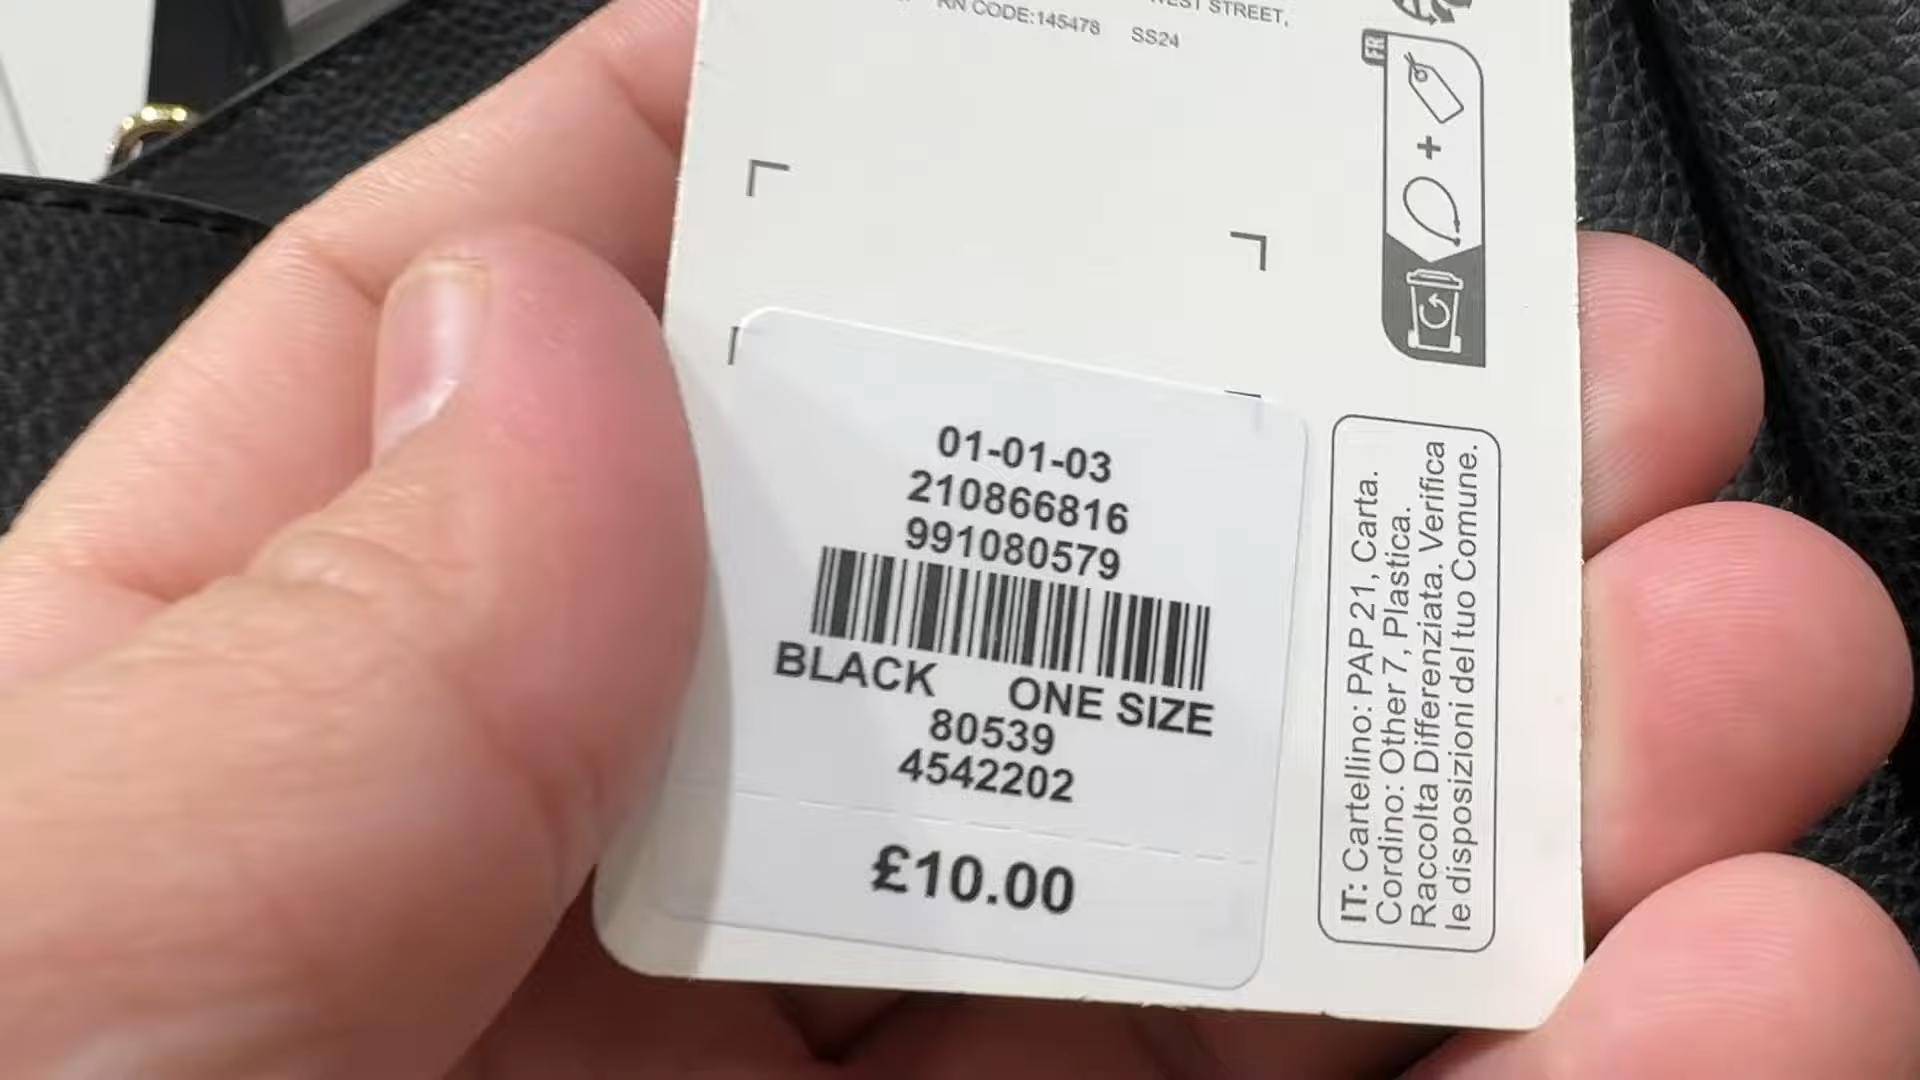 WEST STREET,
RN CODE:145478 SS24
FR
01-01-03
210866816
991080579
BLACK ONE SIZE
80539
4542202
£10.00
IT: Cartellino: PAP 21, Carta.
Cordino: Other 7, Plastica.
Raccolta Differenziata. Verifica
le disposizioni del tuo Comune.